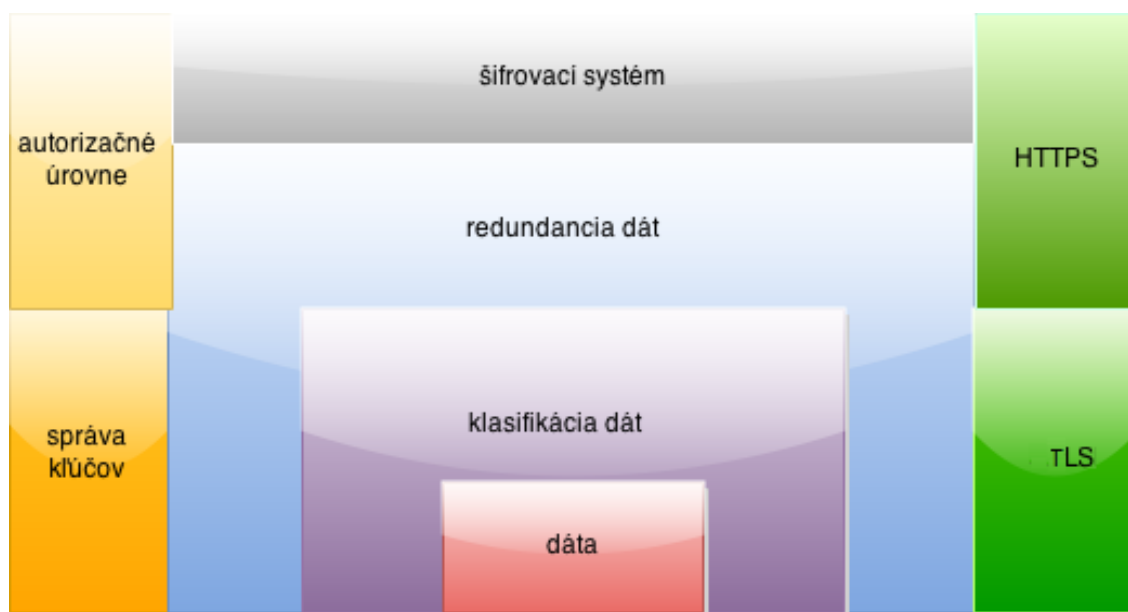 šifrovací systém
autorizačné
úrovne
HTTPS
redundancia dát
klasifikácia dát
správa
kľúčov
TLS
dáta